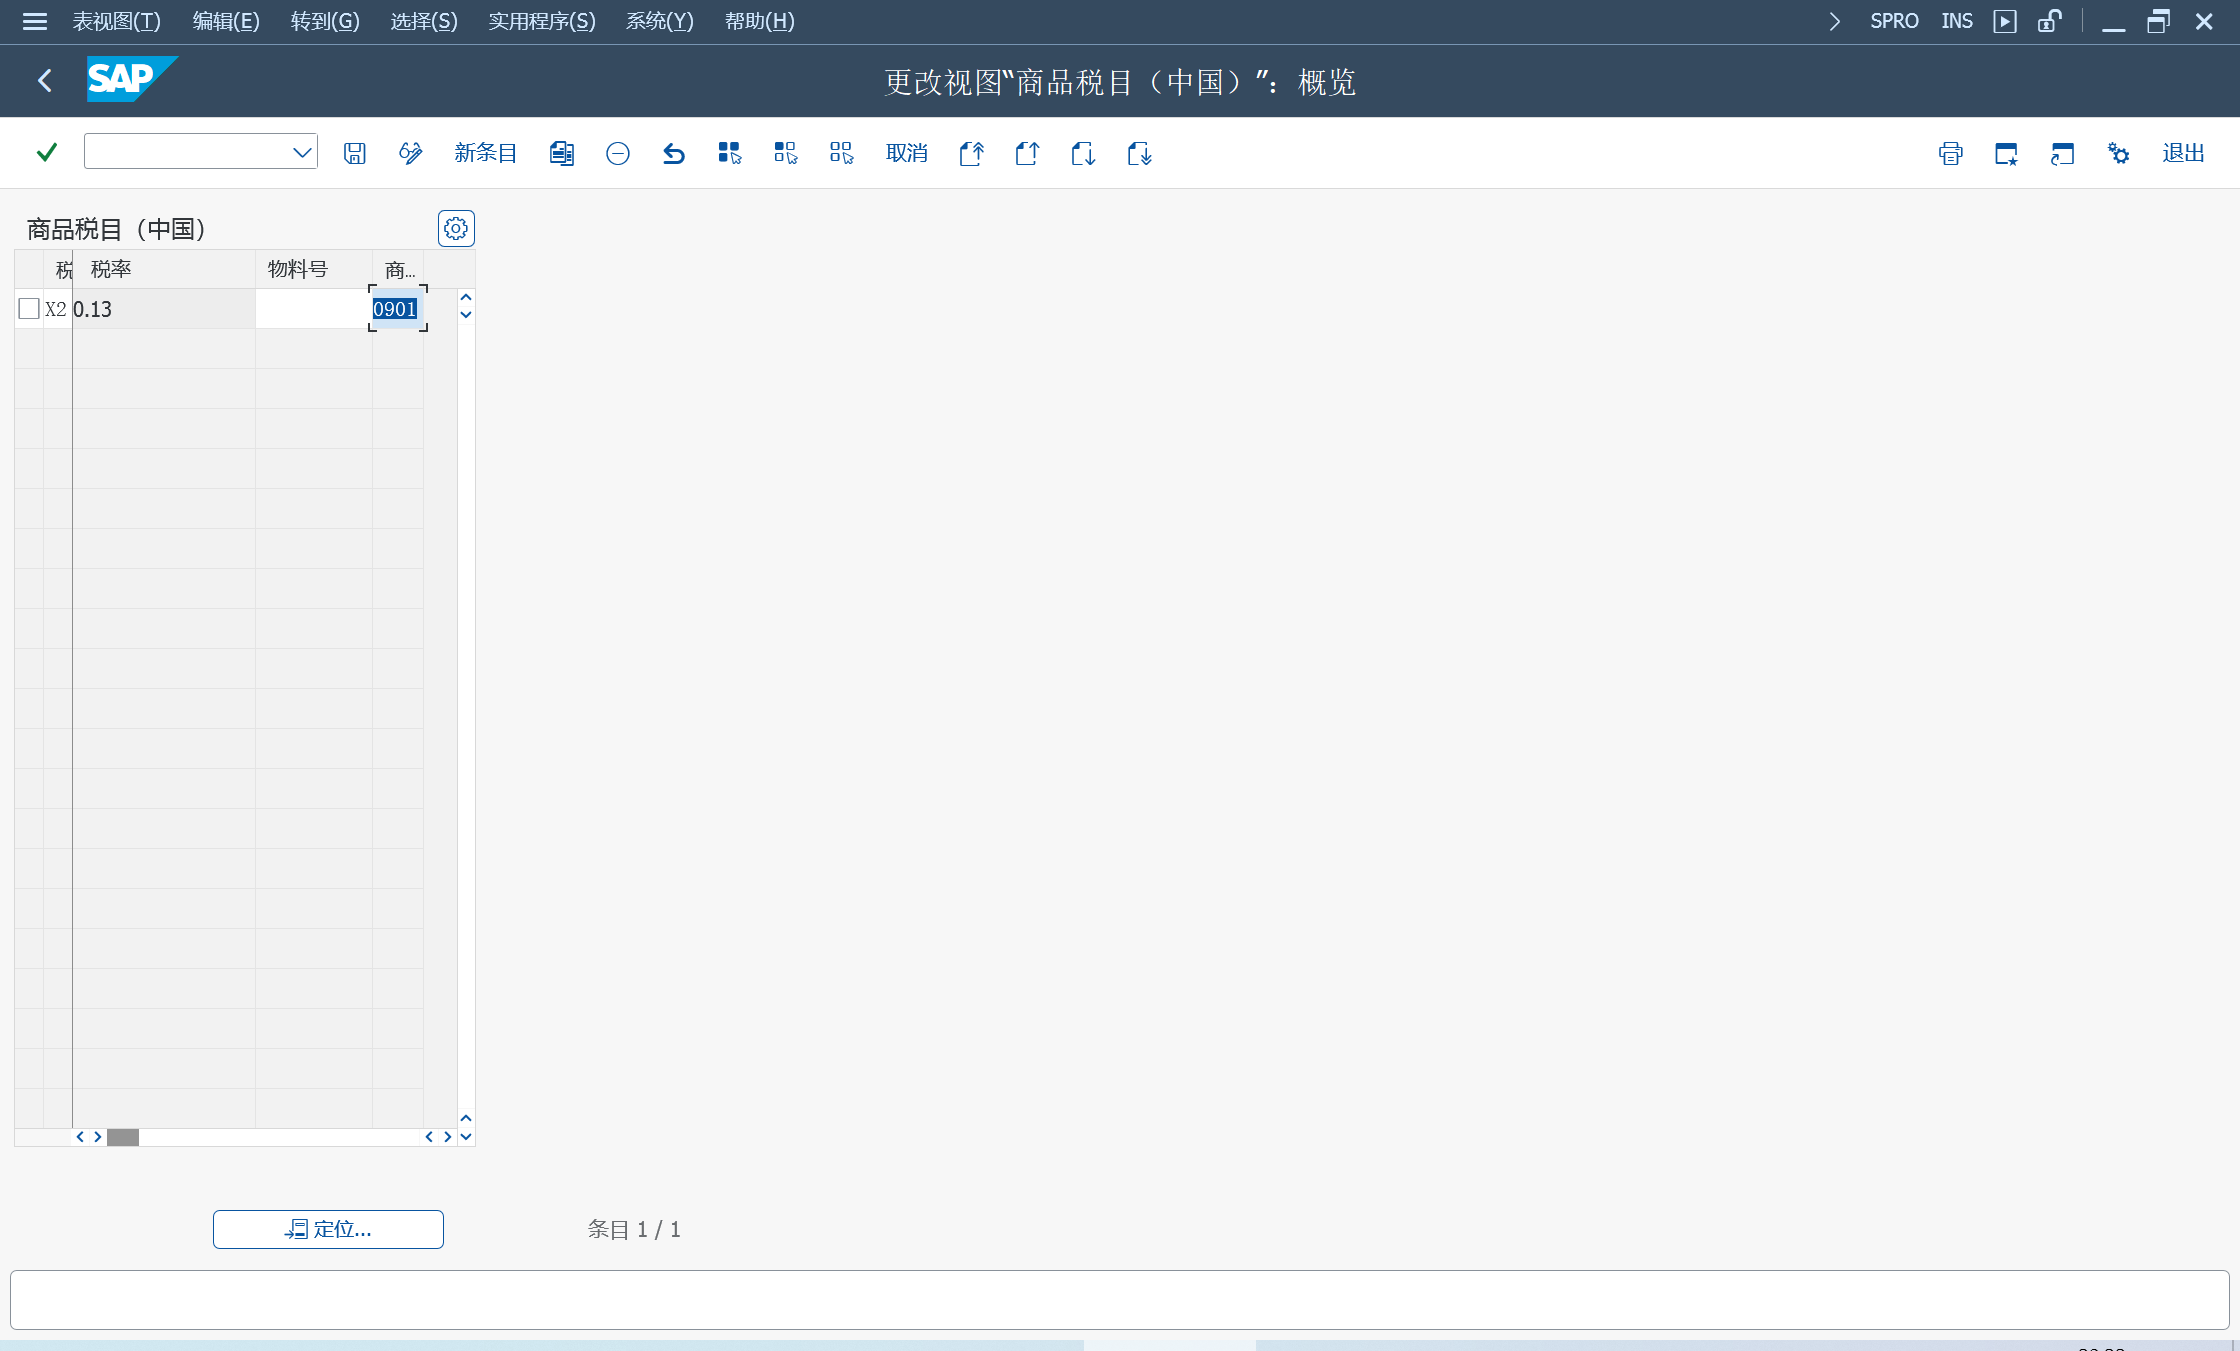 表视图(T) 编辑(E) 转到(G) 选择(S) 实用程序(S) 系统(Y) 帮助(H) SPRO INS
SAP 更改视图“商品税目（中国）”：概览
新条目 取消 退出
商品税目（中国）
税 税率 物料号 商...
X2 0.13 0901
定位... 条目 1 / 1